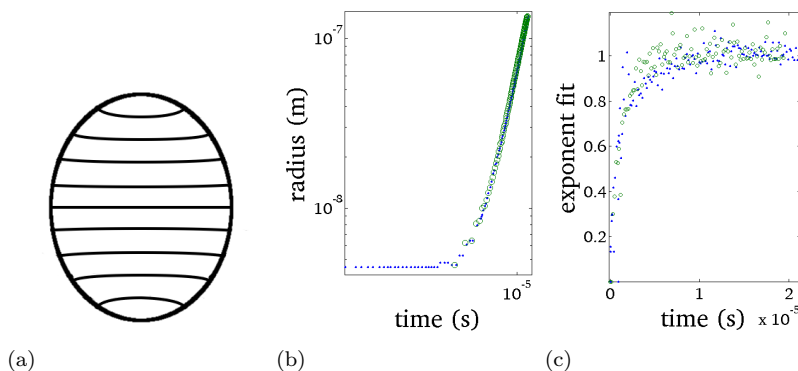 10⁻⁷
10⁻⁸
radius (m)
10⁻⁵
time (s)
1
0.8
0.6
0.4
0.2
exponent fit
0 1 2
time (s) x 10⁻⁵
(a) (b) (c)